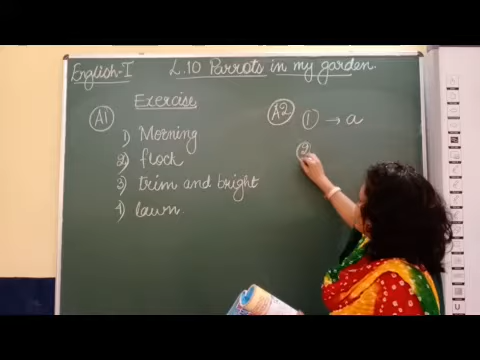 English-I
L.10 Parrots in my garden.
Exercise
A1
1) Morning
2) flock
3) trim and bright
4) lawn.
A2
1 → a
2